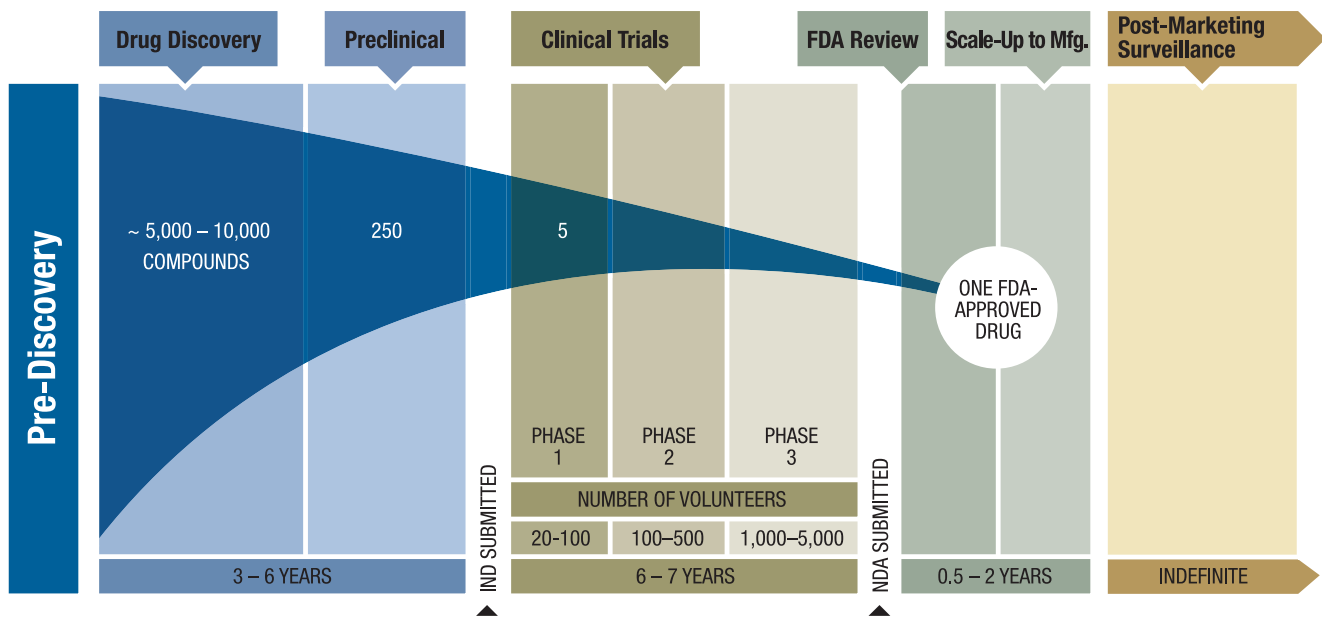 Drug Discovery
Preclinical
Clinical Trials
FDA Review
Scale-Up to Mfg.
Post-Marketing
Surveillance
Pre-Discovery
~ 5,000 – 10,000
COMPOUNDS
250
5
ONE FDA-
APPROVED
DRUG
PHASE
1
PHASE
2
PHASE
3
NUMBER OF VOLUNTEERS
20-100
100–500
1,000–5,000
IND SUBMITTED
NDA SUBMITTED
3 – 6 YEARS
6 – 7 YEARS
0.5 – 2 YEARS
INDEFINITE